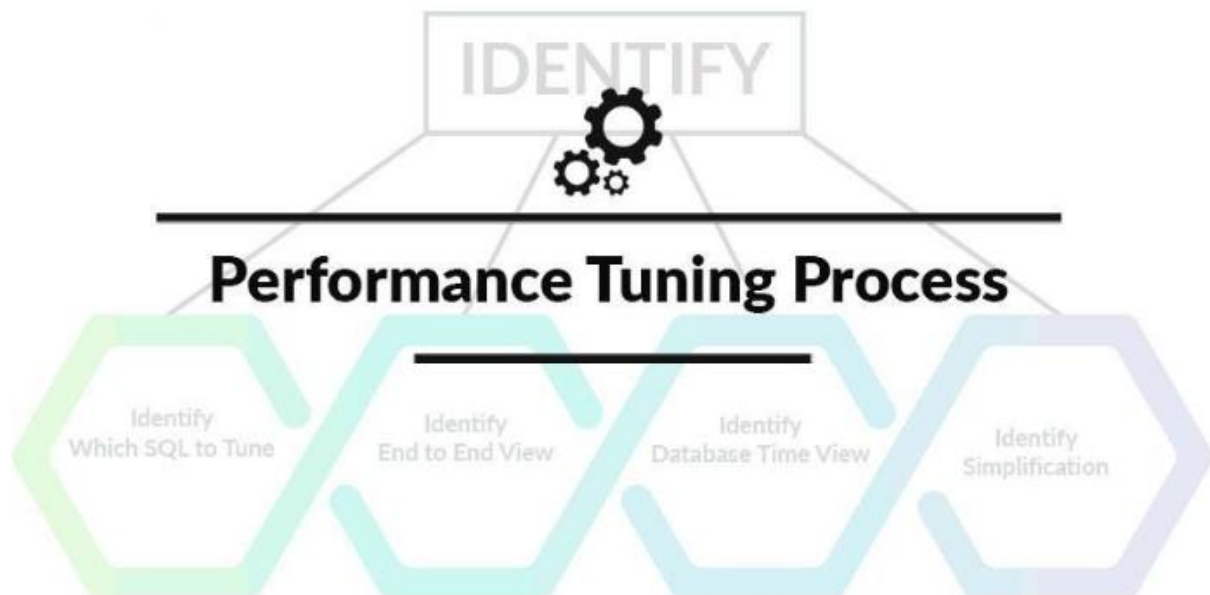 IDENTIFY
Performance Tuning Process
Identify
Which SQL to Tune
Identify
End to End View
Identify
Database Time View
Identify
Simplification